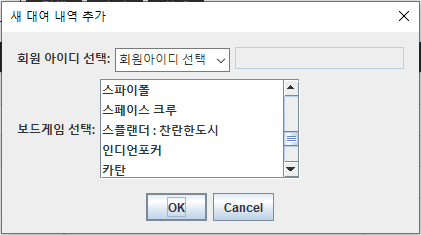 새 대여 내역 추가
회원 아이디 선택: 회원아이디 선택
스파이폴
스페이스 크루
보드게임 선택: 스플랜더 : 찬란한도시
인디언포커
카탄
OK Cancel